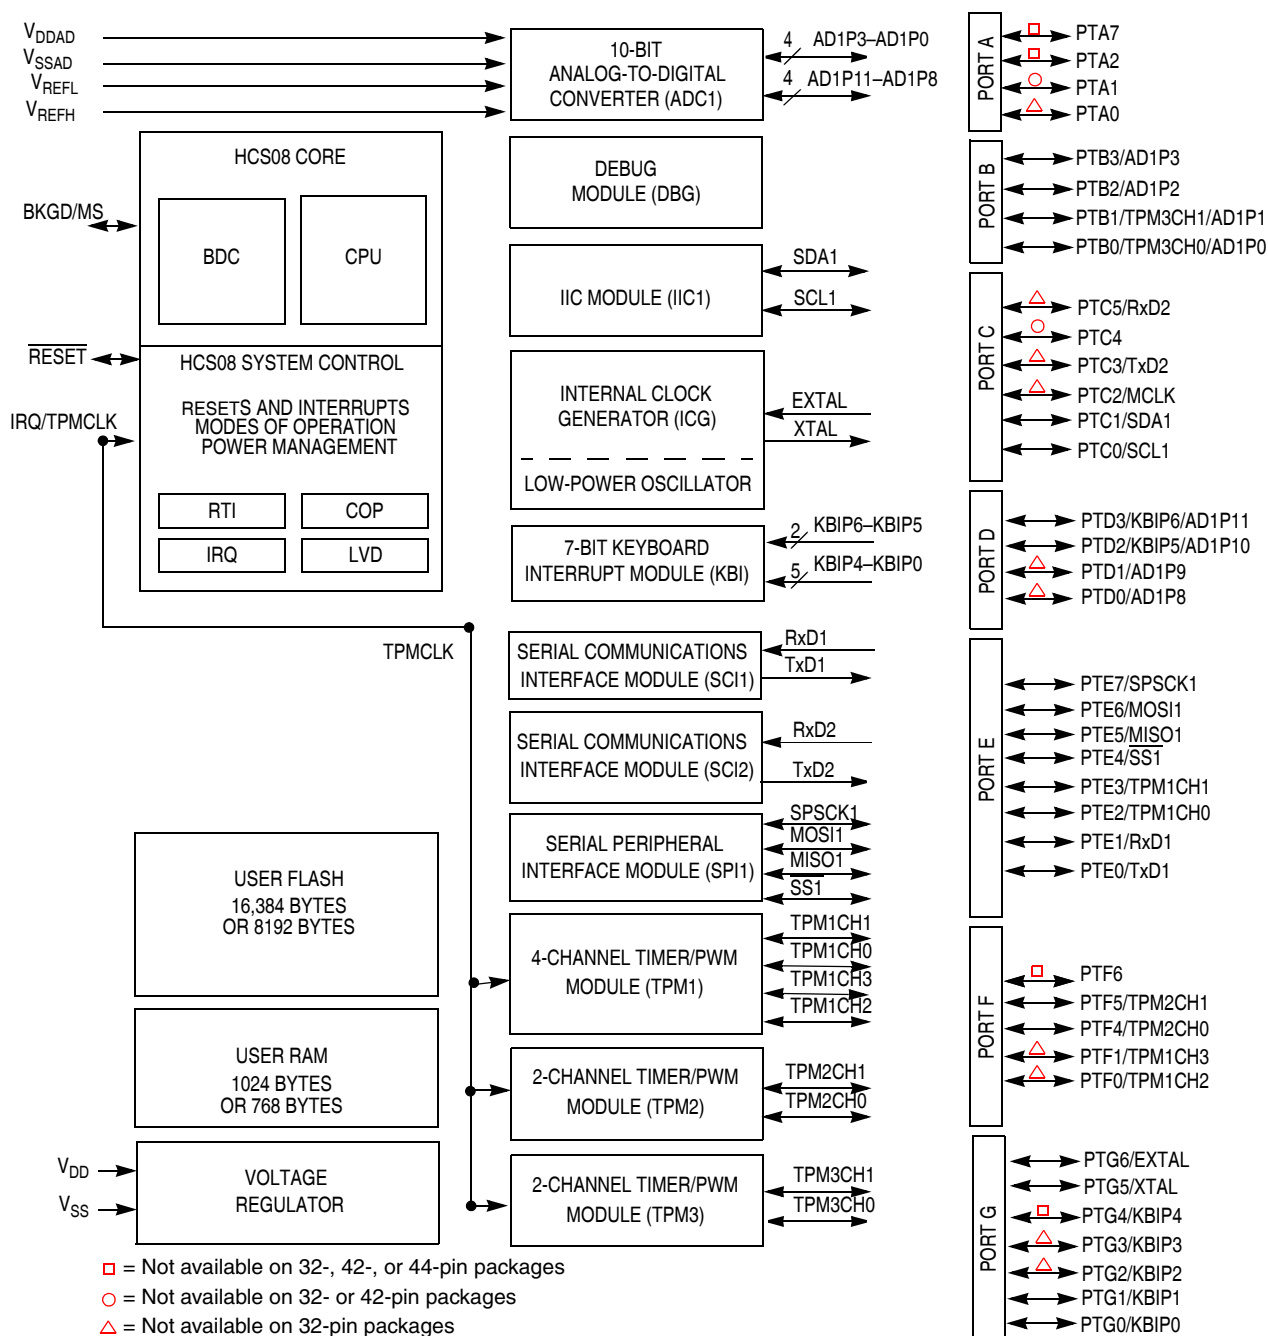 VDDAD
VSSAD
VREFL
VREFH
10-BIT
ANALOG-TO-DIGITAL
CONVERTER (ADC1)
4 AD1P3–AD1P0
4 AD1P11–AD1P8
HCS08 CORE
BDC
CPU
BKGD/MS
RESET
HCS08 SYSTEM CONTROL
RESETS AND INTERRUPTS
MODES OF OPERATION
POWER MANAGEMENT
IRQ/TPMCLK
RTI
COP
IRQ
LVD
TPMCLK
DEBUG
MODULE (DBG)
IIC MODULE (IIC1)
SDA1
SCL1
INTERNAL CLOCK
GENERATOR (ICG)
LOW-POWER OSCILLATOR
EXTAL
XTAL
7-BIT KEYBOARD
INTERRUPT MODULE (KBI)
2 KBIP6–KBIP5
5 KBIP4–KBIP0
SERIAL COMMUNICATIONS
INTERFACE MODULE (SCI1)
RxD1
TxD1
SERIAL COMMUNICATIONS
INTERFACE MODULE (SCI2)
RxD2
TxD2
SERIAL PERIPHERAL
INTERFACE MODULE (SPI1)
SPSCK1
MOSI1
MISO1
SS1
4-CHANNEL TIMER/PWM
MODULE (TPM1)
TPM1CH1
TPM1CH0
TPM1CH3
TPM1CH2
2-CHANNEL TIMER/PWM
MODULE (TPM2)
TPM2CH1
TPM2CH0
2-CHANNEL TIMER/PWM
MODULE (TPM3)
TPM3CH1
TPM3CH0
USER FLASH
16,384 BYTES
OR 8192 BYTES
USER RAM
1024 BYTES
OR 768 BYTES
VDD
VSS
VOLTAGE
REGULATOR
PORT A
PTA7
PTA2
PTA1
PTA0
PORT B
PTB3/AD1P3
PTB2/AD1P2
PTB1/TPM3CH1/AD1P1
PTB0/TPM3CH0/AD1P0
PORT C
PTC5/RxD2
PTC4
PTC3/TxD2
PTC2/MCLK
PTC1/SDA1
PTC0/SCL1
PORT D
PTD3/KBIP6/AD1P11
PTD2/KBIP5/AD1P10
PTD1/AD1P9
PTD0/AD1P8
PORT E
PTE7/SPSCK1
PTE6/MOSI1
PTE5/MISO1
PTE4/SS1
PTE3/TPM1CH1
PTE2/TPM1CH0
PTE1/RxD1
PTE0/TxD1
PORT F
PTF6
PTF5/TPM2CH1
PTF4/TPM2CH0
PTF1/TPM1CH3
PTF0/TPM1CH2
PORT G
PTG6/EXTAL
PTG5/XTAL
PTG4/KBIP4
PTG3/KBIP3
PTG2/KBIP2
PTG1/KBIP1
PTG0/KBIP0
= Not available on 32-, 42-, or 44-pin packages
= Not available on 32- or 42-pin packages
= Not available on 32-pin packages